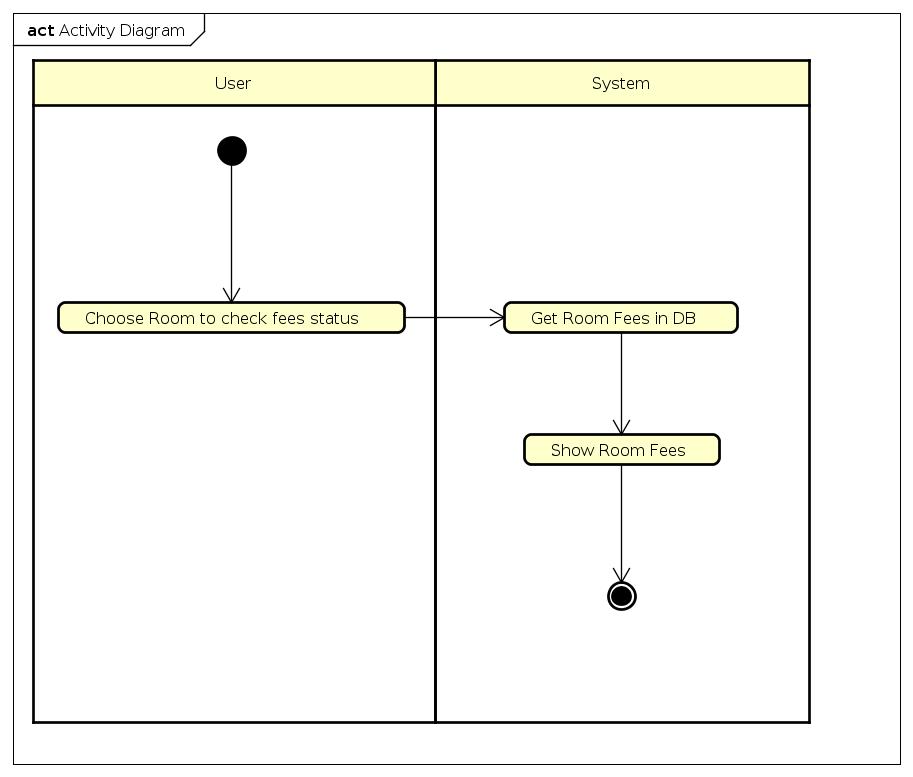 act Activity Diagram
User
System
Choose Room to check fees status
Get Room Fees in DB
Show Room Fees